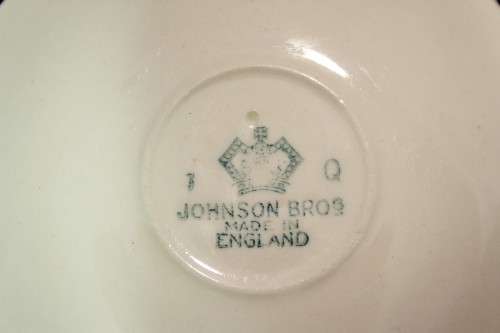 Q
JOHNSON BROS
MADE IN
ENGLAND